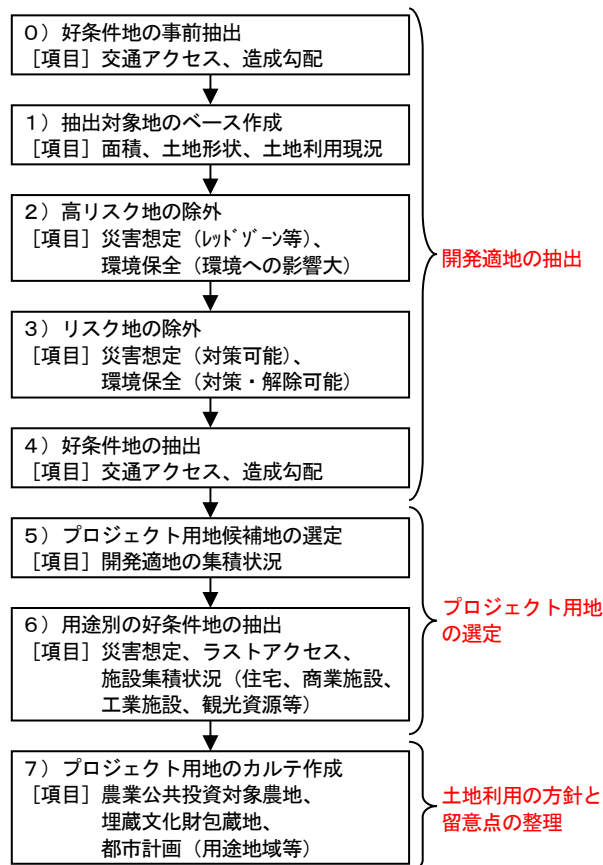 ０）好条件地の事前抽出
［項目］交通アクセス、造成勾配
１）抽出対象地のベース作成
［項目］面積、土地形状、土地利用現況
２）高リスク地の除外
［項目］災害想定（ﾚｯﾄﾞｿﾞｰﾝ等）、
環境保全（環境への影響大）
３）リスク地の除外
［項目］災害想定（対策可能）、
環境保全（対策・解除可能）
４）好条件地の抽出
［項目］交通アクセス、造成勾配
開発適地の抽出
５）プロジェクト用地候補地の選定
［項目］開発適地の集積状況
６）用途別の好条件地の抽出
［項目］災害想定、ラストアクセス、
施設集積状況（住宅、商業施設、
工業施設、観光資源等）
プロジェクト用地
の選定
７）プロジェクト用地のカルテ作成
［項目］農業公共投資対象農地、
埋蔵文化財包蔵地、
都市計画（用途地域等）
土地利用の方針と
留意点の整理